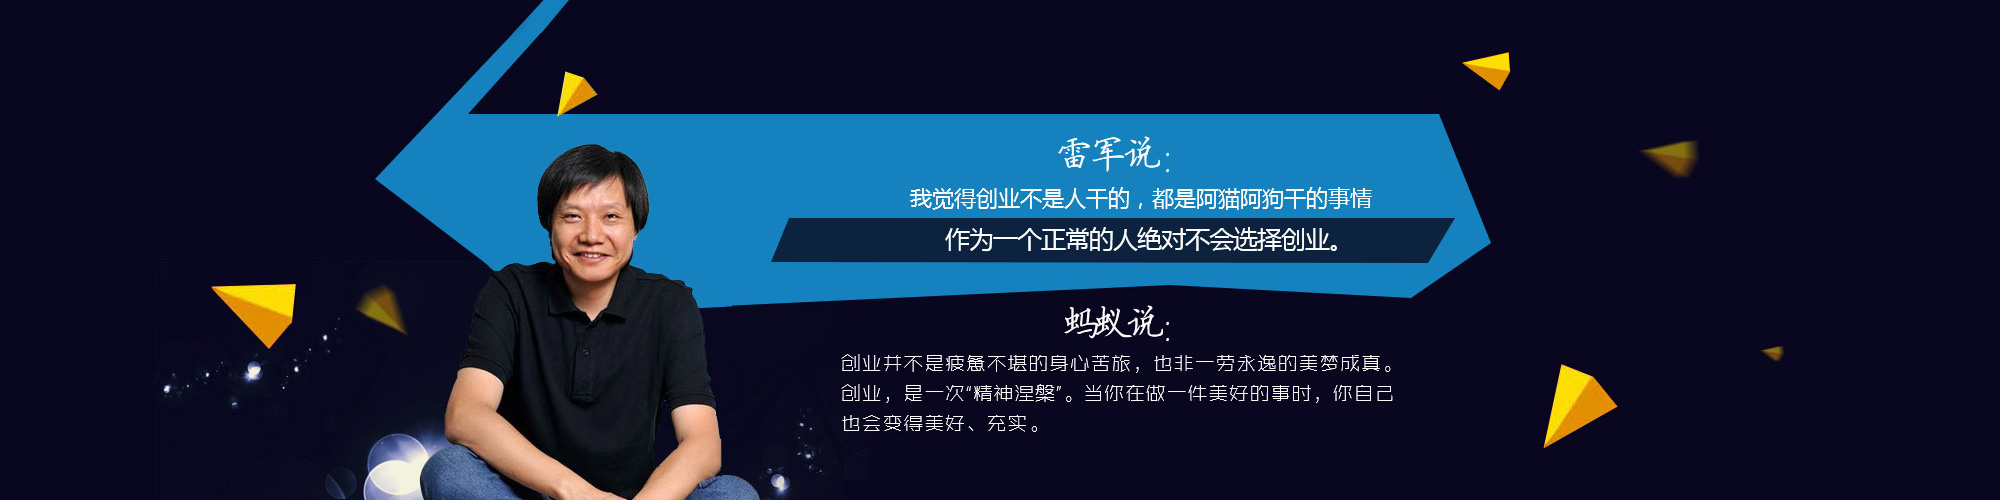 雷军说:
我觉得创业不是人干的，都是阿猫阿狗干的事情
作为一个正常的人绝对不会选择创业。
蚂蚁说:
创业并不是疲惫不堪的身心苦旅，也非一劳永逸的美梦成真。
创业，是一次“精神涅槃”。当你在做一件美好的事时，你自己
也会变得美好、充实。